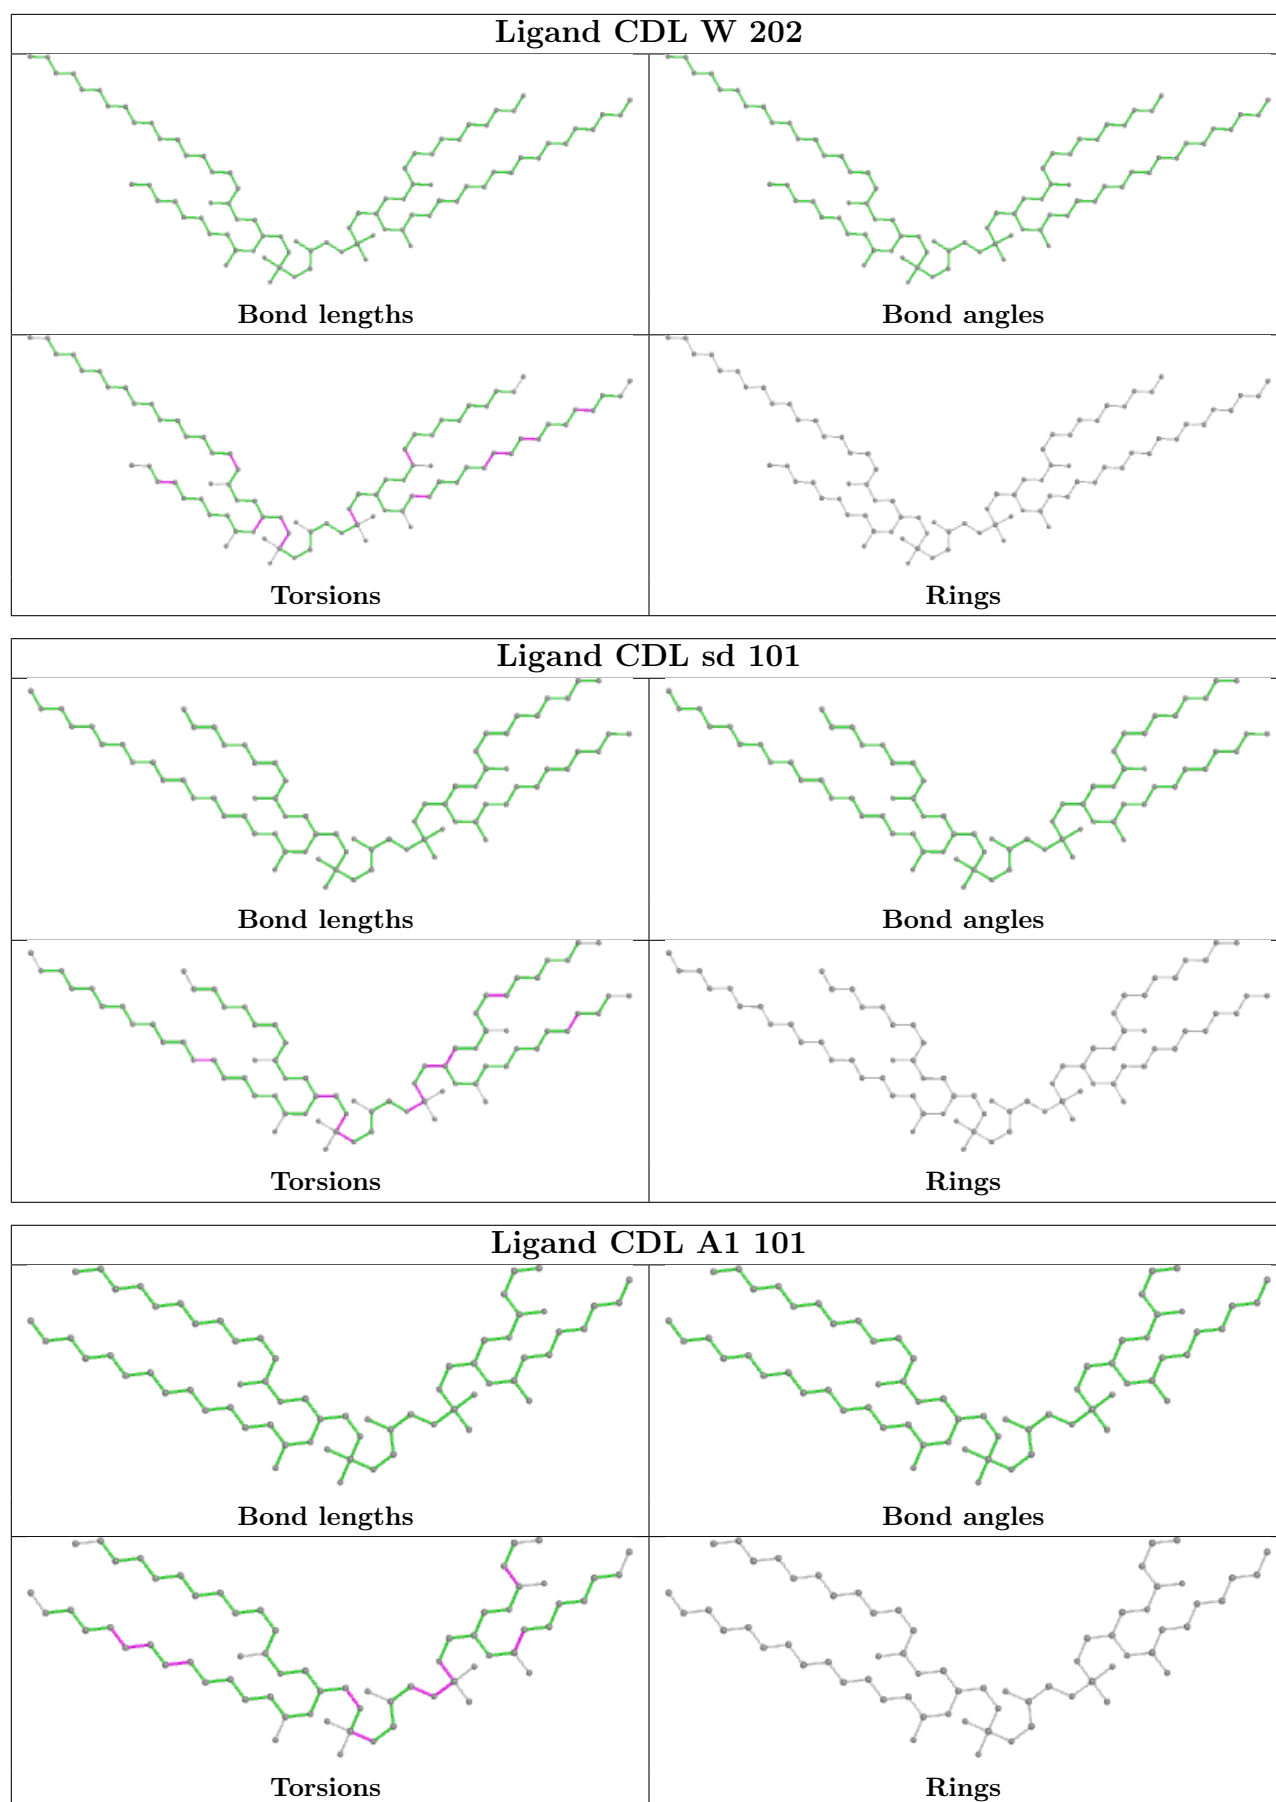 Ligand CDL W 202
Bond lengths
Bond angles
Torsions
Rings
Ligand CDL sd 101
Bond lengths
Bond angles
Torsions
Rings
Ligand CDL A1 101
Bond lengths
Bond angles
Torsions
Rings